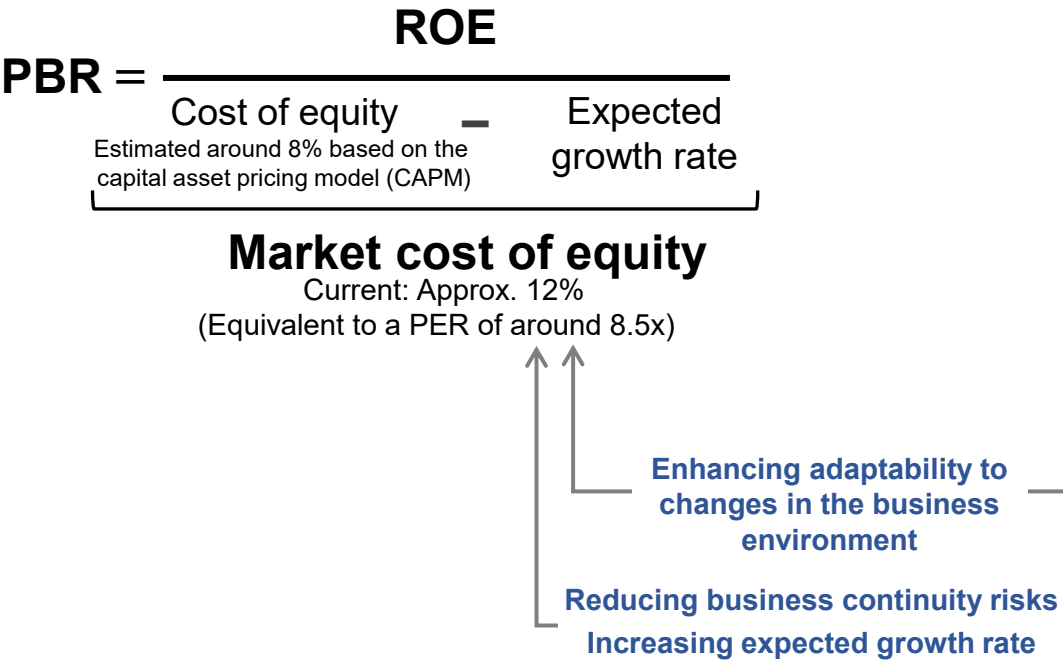 ROE
PBR =
Cost of equity − Expected growth rate
Estimated around 8% based on the
capital asset pricing model (CAPM)
Market cost of equity
Current: Approx. 12%
(Equivalent to a PER of around 8.5x)
Enhancing adaptability to
changes in the business
environment
Reducing business continuity risks
Increasing expected growth rate